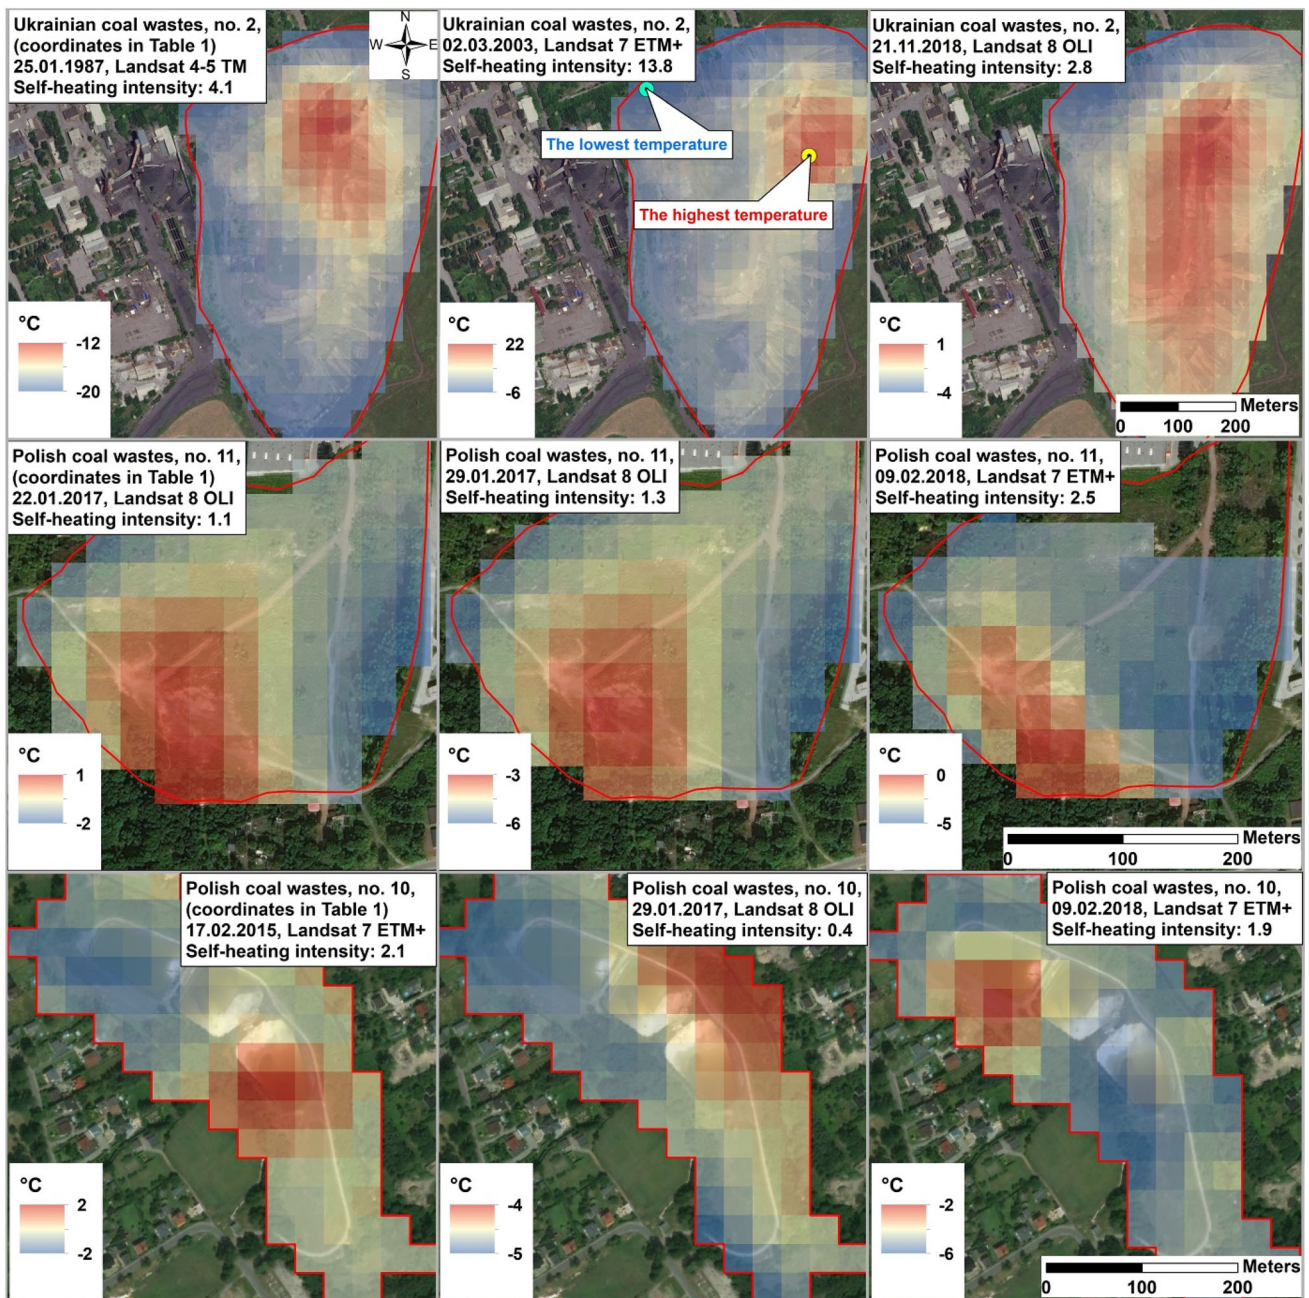 Ukrainian coal wastes, no. 2,
(coordinates in Table 1)
25.01.1987, Landsat 4-5 TM
Self-heating intensity: 4.1
N
W
E
S
°C
-12
-20
Ukrainian coal wastes, no. 2,
02.03.2003, Landsat 7 ETM+
Self-heating intensity: 13.8
The lowest temperature
The highest temperature
°C
22
-6
Ukrainian coal wastes, no. 2,
21.11.2018, Landsat 8 OLI
Self-heating intensity: 2.8
°C
1
-4
Meters
0 100 200
Polish coal wastes, no. 11,
(coordinates in Table 1)
22.01.2017, Landsat 8 OLI
Self-heating intensity: 1.1
°C
1
-2
Polish coal wastes, no. 11,
29.01.2017, Landsat 8 OLI
Self-heating intensity: 1.3
°C
-3
-6
Polish coal wastes, no. 11,
09.02.2018, Landsat 7 ETM+
Self-heating intensity: 2.5
°C
0
-5
Meters
0 100 200
Polish coal wastes, no. 10,
(coordinates in Table 1)
17.02.2015, Landsat 7 ETM+
Self-heating intensity: 2.1
°C
2
-2
Polish coal wastes, no. 10,
29.01.2017, Landsat 8 OLI
Self-heating intensity: 0.4
°C
-4
-5
Polish coal wastes, no. 10,
09.02.2018, Landsat 7 ETM+
Self-heating intensity: 1.9
°C
-2
-6
Meters
0 100 200